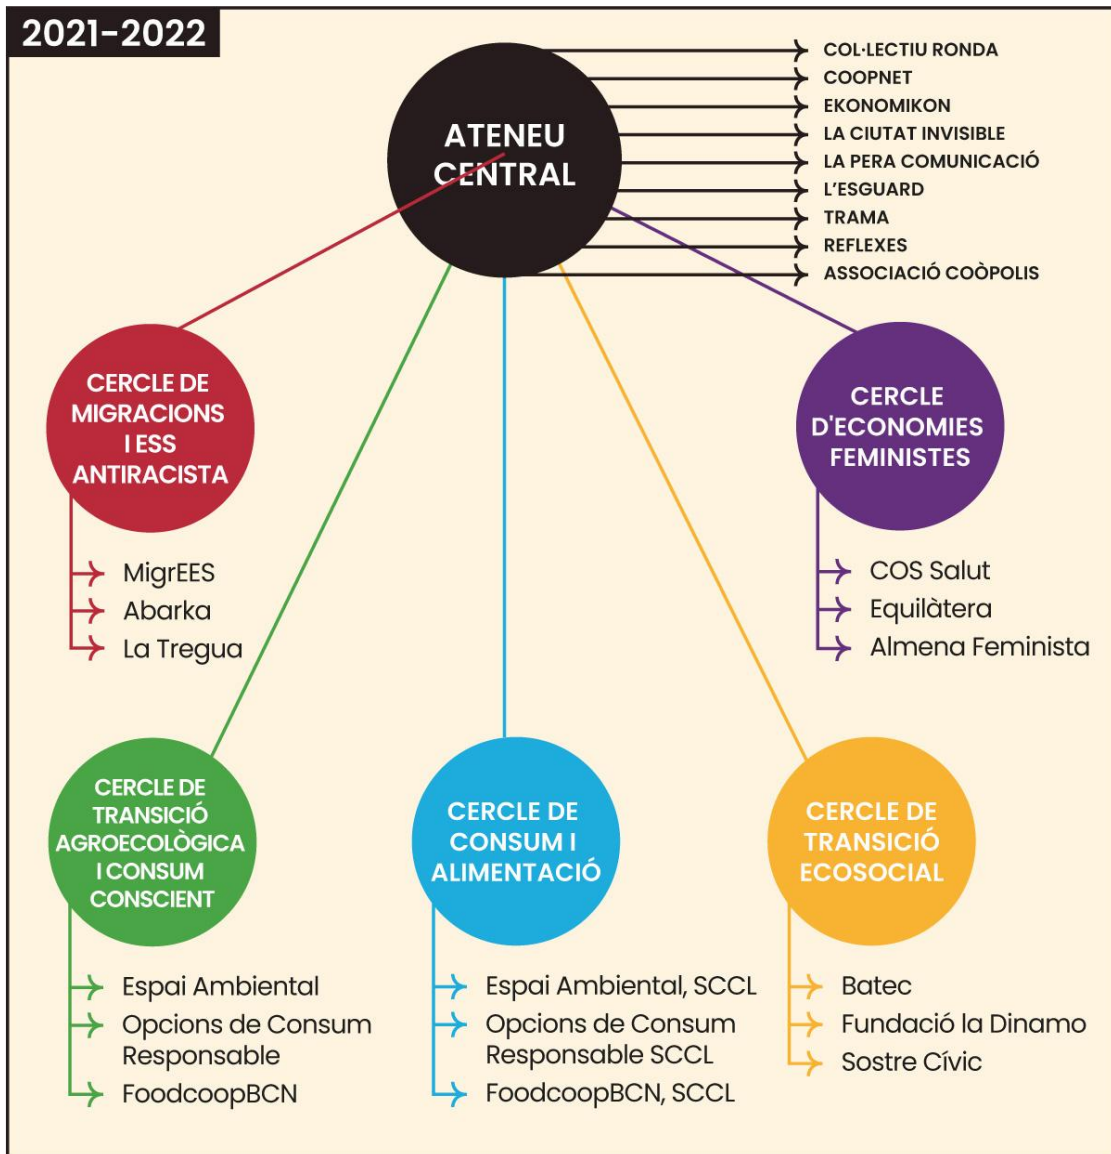 2021-2022
ATENEU
CENTRAL
COL·LECTIU RONDA
COOPNET
EKONOMIKON
LA CIUTAT INVISIBLE
LA PERA COMUNICACIÓ
L'ESGUARD
TRAMA
REFLEXES
ASSOCIACIÓ COÒPOLIS
CERCLE DE
MIGRACIONS
I ESS
ANTIRACISTA
MigrEES
Abarka
La Tregua
CERCLE
D'ECONOMIES
FEMINISTES
COS Salut
Equilàtera
Almena Feminista
CERCLE DE
TRANSICIÓ
AGROECOLÒGICA
I CONSUM
CONSCIENT
Espai Ambiental
Opcions de Consum
Responsable
FoodcoopBCN
CERCLE DE
CONSUM I
ALIMENTACIÓ
Espai Ambiental, SCCL
Opcions de Consum
Responsable SCCL
FoodcoopBCN, SCCL
CERCLE DE
TRANSICIÓ
ECOSOCIAL
Batec
Fundació la Dinamo
Sostre Cívic